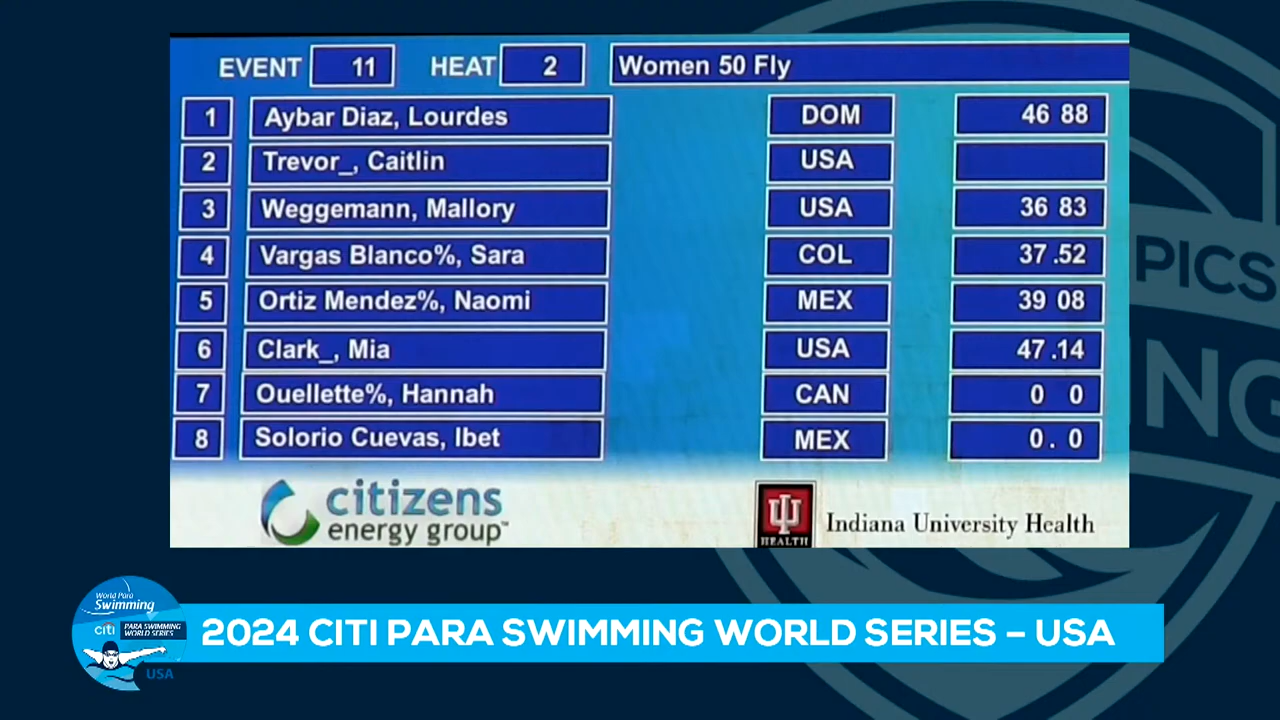 EVENT 11 HEAT 2 Women 50 Fly
1 Aybar Diaz, Lourdes DOM 46 88
2 Trevor_, Caitlin USA
3 Weggemann, Mallory USA 36 83
4 Vargas Blanco%, Sara COL 37.52
5 Ortiz Mendez%, Naomi MEX 39 08
6 Clark_, Mia USA 47.14
7 Ouellette%, Hannah CAN 0 0
8 Solorio Cuevas, Ibet MEX 0. 0
PICS
NG
citizens
energy group™
IU
HEALTH
Indiana University Health
World Para
Swimming
citi PARA SWIMMING
WORLD SERIES
USA
2024 CITI PARA SWIMMING WORLD SERIES – USA